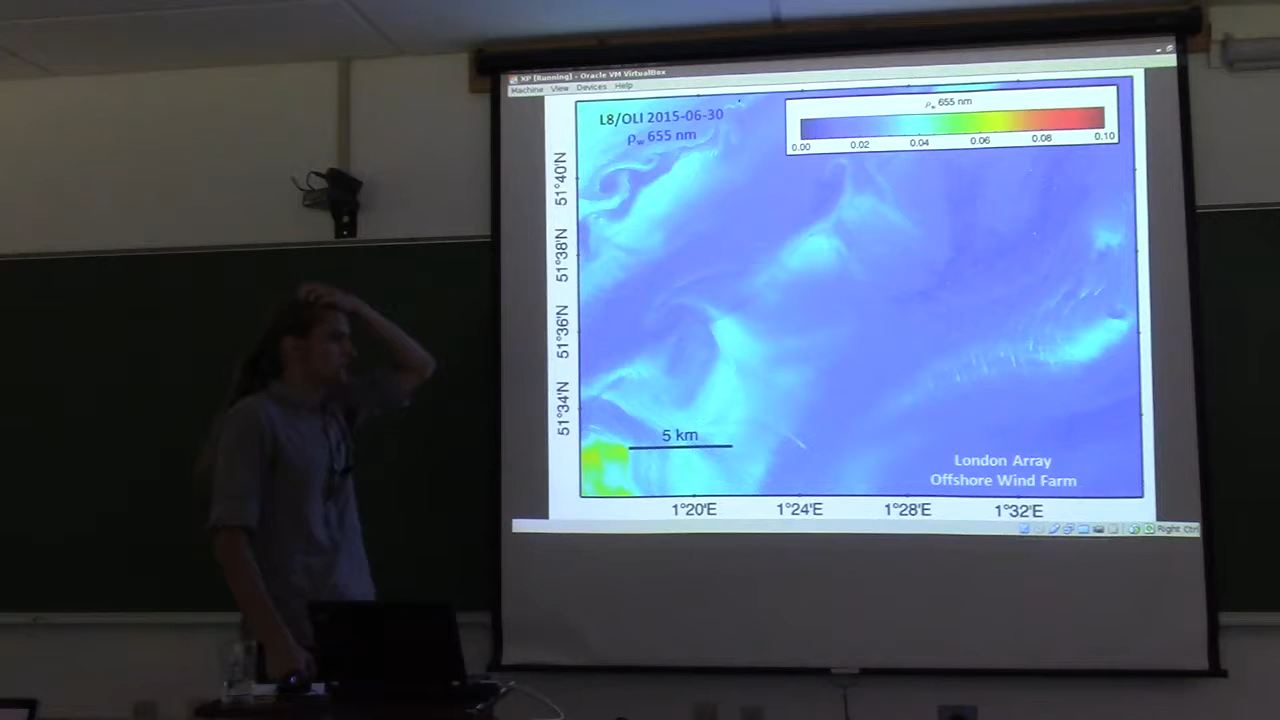 XP [Running] - Oracle VM VirtualBox
Machine View Devices Help
L8/OLI 2015-06-30
ρw 655 nm
ρw 655 nm
0.00 0.02 0.04 0.06 0.08 0.10
51°40'N
51°38'N
51°36'N
51°34'N
5 km
London Array
Offshore Wind Farm
1°20'E 1°24'E 1°28'E 1°32'E
Right Ctrl